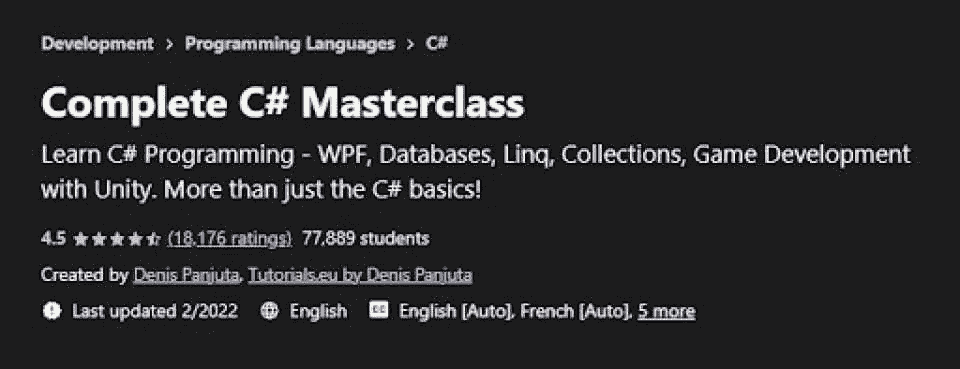 Development > Programming Languages > C#
Complete C# Masterclass
Learn C# Programming - WPF, Databases, Linq, Collections, Game Development
with Unity. More than just the C# basics!
4.5 ★★★★⯪ (18,176 ratings) 77,889 students
Created by Denis Panjuta, Tutorials.eu by Denis Panjuta
Last updated 2/2022 English CC English [Auto], French [Auto], 5 more